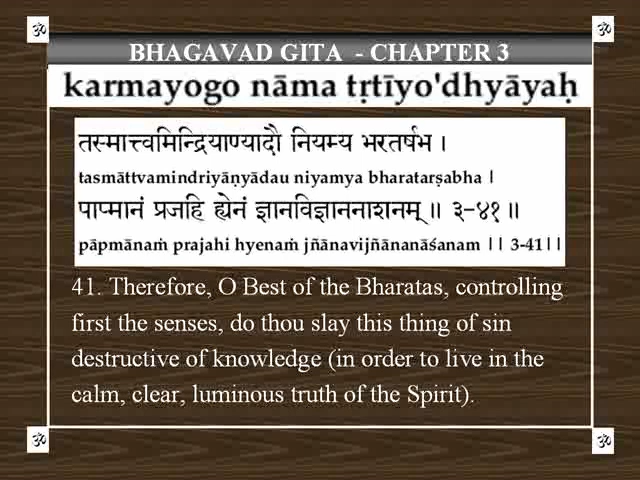 ॐ ॐ
BHAGAVAD GITA - CHAPTER 3
karmayogo nāma tṛtīyo'dhyāyaḥ
तस्मात्त्वमिन्द्रियाण्यादौ नियम्य भरतर्षभ ।
tasmāttvamindriyāṇyādau niyamya bharatarṣabha |
पाप्मानं प्रजहि ह्येनं ज्ञानविज्ञाननाशनम् ॥ ३-४१ ॥
pāpmānaṁ prajahi hyenaṁ jñānavijñānanāśanam || 3-41||
41. Therefore, O Best of the Bharatas, controlling
first the senses, do thou slay this thing of sin
destructive of knowledge (in order to live in the
calm, clear, luminous truth of the Spirit).
ॐ ॐ